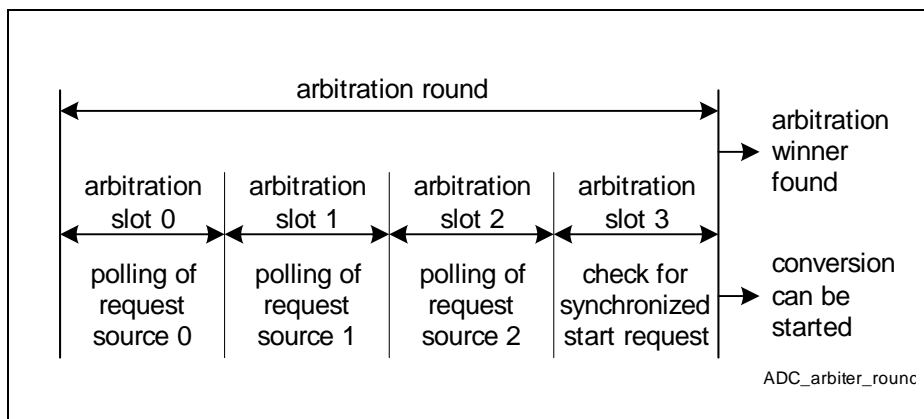 arbitration round
arbitration
winner
found
arbitration
slot 0
arbitration
slot 1
arbitration
slot 2
arbitration
slot 3
polling of
request
source 0
polling of
request
source 1
polling of
request
source 2
check for
synchronized
start request
conversion
can be
started
ADC_arbiter_round